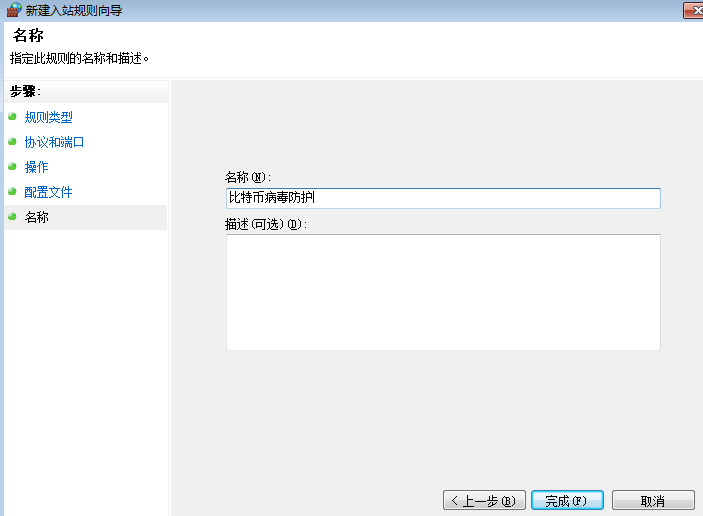 新建入站规则向导
名称
指定此规则的名称和描述。
步骤:
规则类型
协议和端口
操作
配置文件
名称
名称(N):
比特币病毒防护
描述(可选)(D):
< 上一步(B)
完成(F)
取消